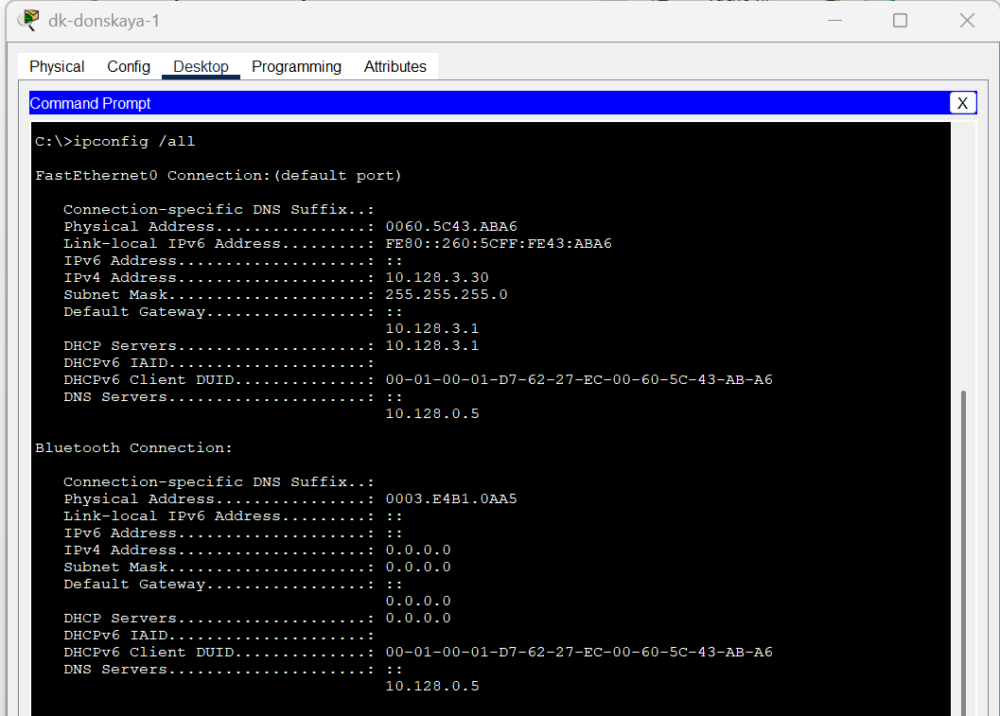 dk-donskaya-1
Physical Config Desktop Programming Attributes
Command Prompt X
C:\>ipconfig /all
FastEthernet0 Connection:(default port)
Connection-specific DNS Suffix..:
Physical Address................: 0060.5C43.ABA6
Link-local IPv6 Address.........: FE80::260:5CFF:FE43:ABA6
IPv6 Address....................: ::
IPv4 Address....................: 10.128.3.30
Subnet Mask.....................: 255.255.255.0
Default Gateway.................: ::
10.128.3.1
DHCP Servers....................: 10.128.3.1
DHCPv6 IAID.....................:
DHCPv6 Client DUID..............: 00-01-00-01-D7-62-27-EC-00-60-5C-43-AB-A6
DNS Servers.....................: ::
10.128.0.5
Bluetooth Connection:
Connection-specific DNS Suffix..:
Physical Address................: 0003.E4B1.0AA5
Link-local IPv6 Address.........: ::
IPv6 Address....................: ::
IPv4 Address....................: 0.0.0.0
Subnet Mask.....................: 0.0.0.0
Default Gateway.................: ::
0.0.0.0
DHCP Servers....................: 0.0.0.0
DHCPv6 IAID.....................:
DHCPv6 Client DUID..............: 00-01-00-01-D7-62-27-EC-00-60-5C-43-AB-A6
DNS Servers.....................: ::
10.128.0.5